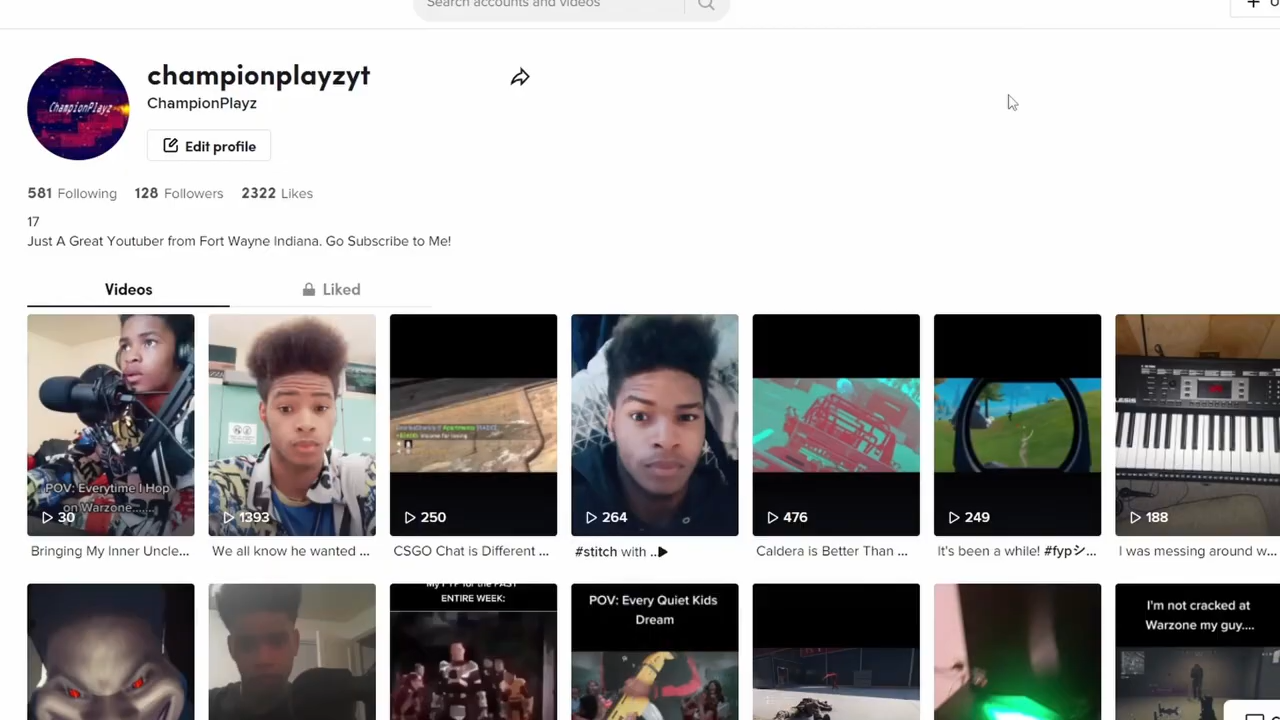 Search accounts and videos
championplayzyt
ChampionPlayz
ChampionPlayz
Edit profile
581 Following 128 Followers 2322 Likes
17
Just A Great Youtuber from Fort Wayne Indiana. Go Subscribe to Me!
Videos Liked
POV: Everytime I Hop
on Warzone......
30
1393
250
264
476
249
188
Bringing My Inner Uncle...
We all know he wanted ...
CSGO Chat is Different ...
#stitch with ..
Caldera is Better Than ...
It's been a while! #fypシ...
I was messing around w...
My FYP for the PAST
ENTIRE WEEK:
POV: Every Quiet Kids
Dream
I'm not cracked at
Warzone my guy....